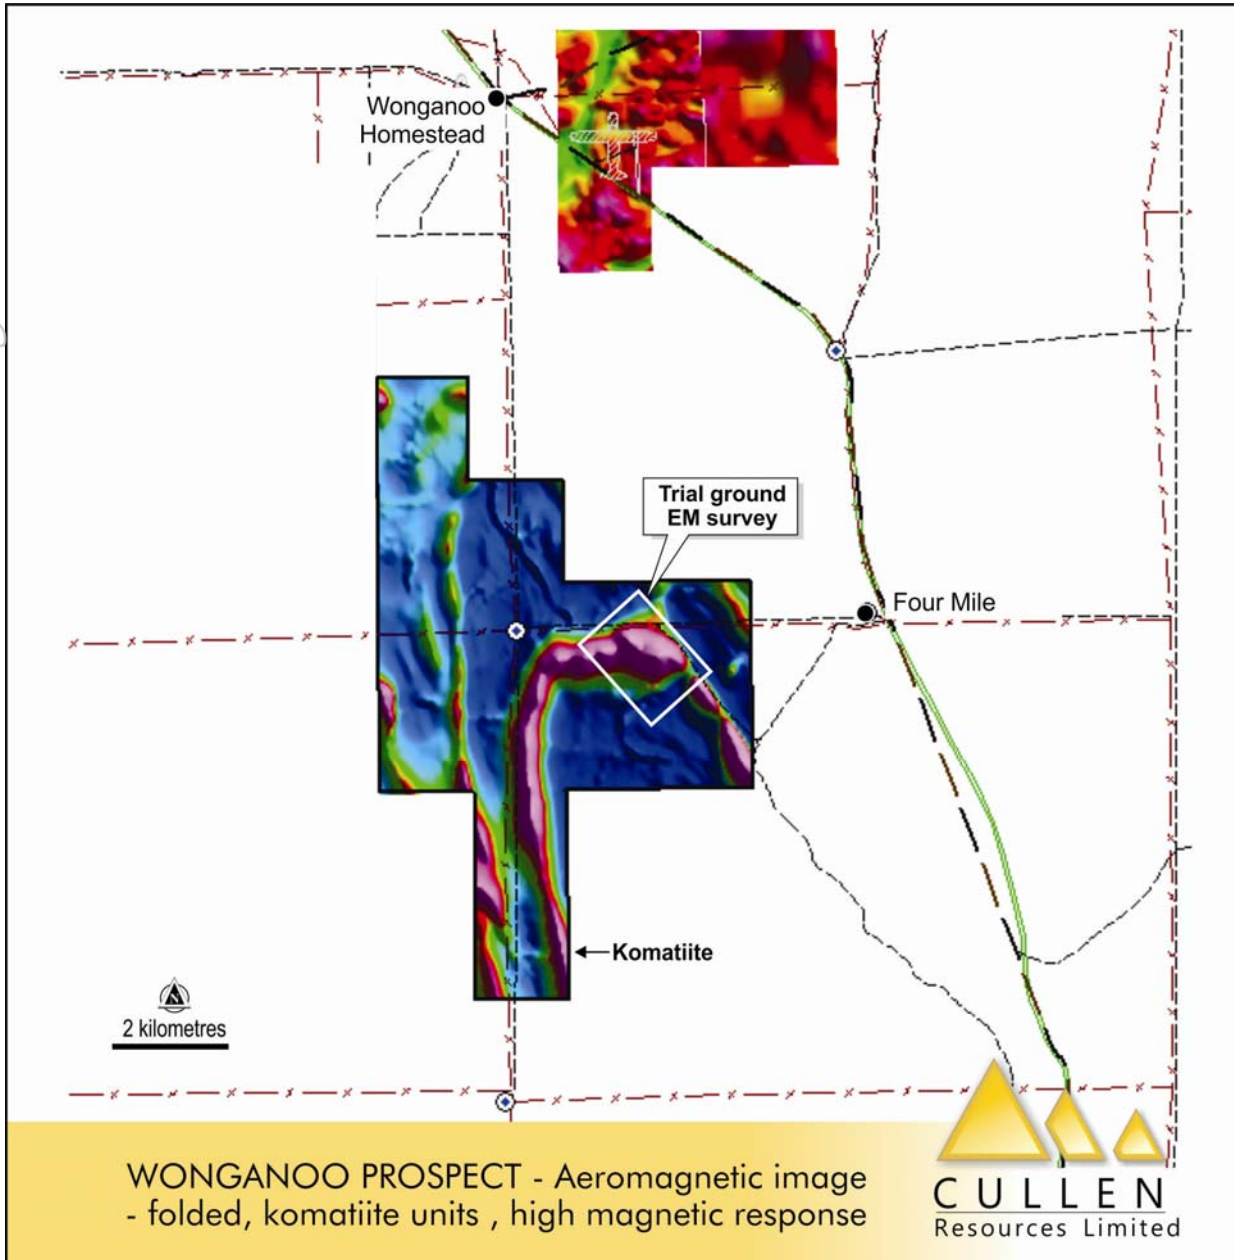 Wonganoo
Homestead
Trial ground
EM survey
Four Mile
Komatiite
N
2 kilometres
WONGANOO PROSPECT - Aeromagnetic image
- folded, komatiite units , high magnetic response
CULLEN
Resources Limited